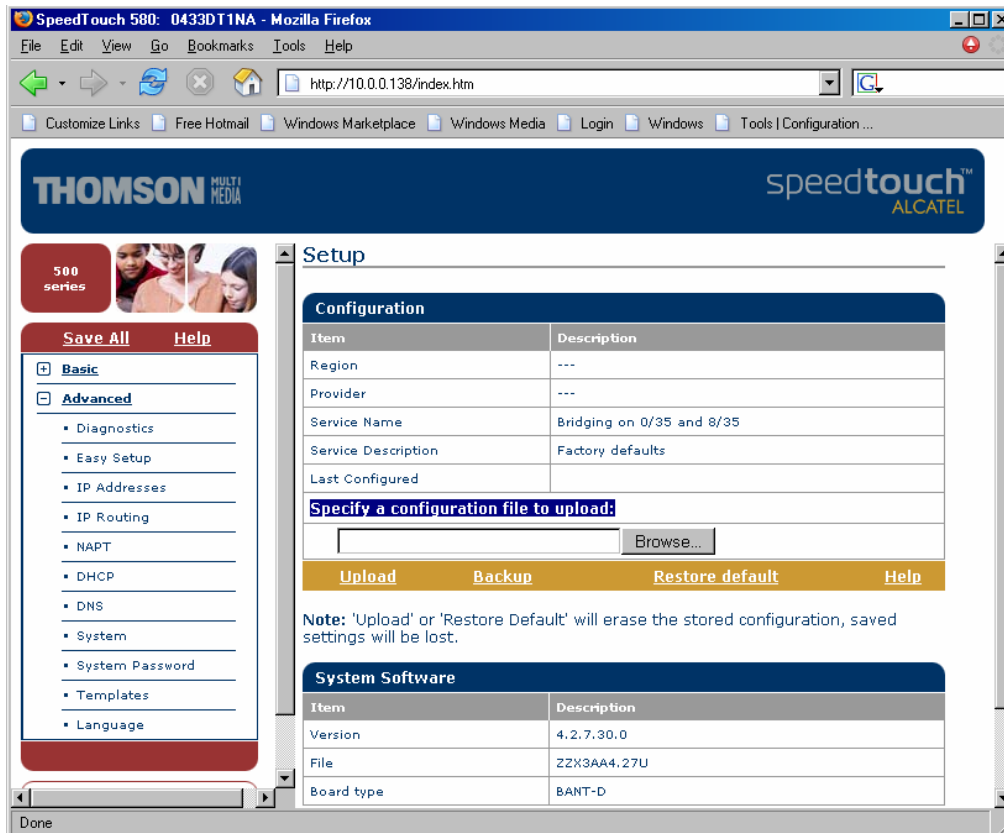 SpeedTouch 580: 0433DT1NA - Mozilla Firefox
File Edit View Go Bookmarks Tools Help
http://10.0.0.138/index.htm
G
Customize Links Free Hotmail Windows Marketplace Windows Media Login Windows Tools | Configuration ...
THOMSON MULTI MEDIA
speedtouch™
ALCATEL
500 series
Save All Help
Basic
Advanced
Diagnostics
Easy Setup
IP Addresses
IP Routing
NAPT
DHCP
DNS
System
System Password
Templates
Language
Setup
Configuration
Item Description
Region ---
Provider ---
Service Name Bridging on 0/35 and 8/35
Service Description Factory defaults
Last Configured
Specify a configuration file to upload:
Browse...
Upload Backup Restore default Help
Note: 'Upload' or 'Restore Default' will erase the stored configuration, saved
settings will be lost.
System Software
Item Description
Version 4.2.7.30.0
File ZZX3AA4.27U
Board type BANT-D
Done